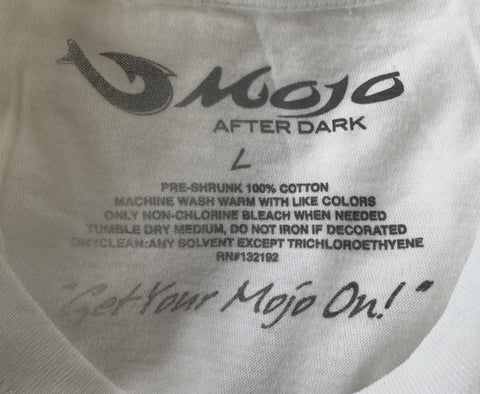 MOJO
AFTER DARK
L
PRE-SHRUNK 100% COTTON
MACHINE WASH WARM WITH LIKE COLORS
ONLY NON-CHLORINE BLEACH WHEN NEEDED
TUMBLE DRY MEDIUM, DO NOT IRON IF DECORATED
DRYCLEAN:ANY SOLVENT EXCEPT TRICHLOROETHYENE
RN#132192
"Get Your Mojo On!"